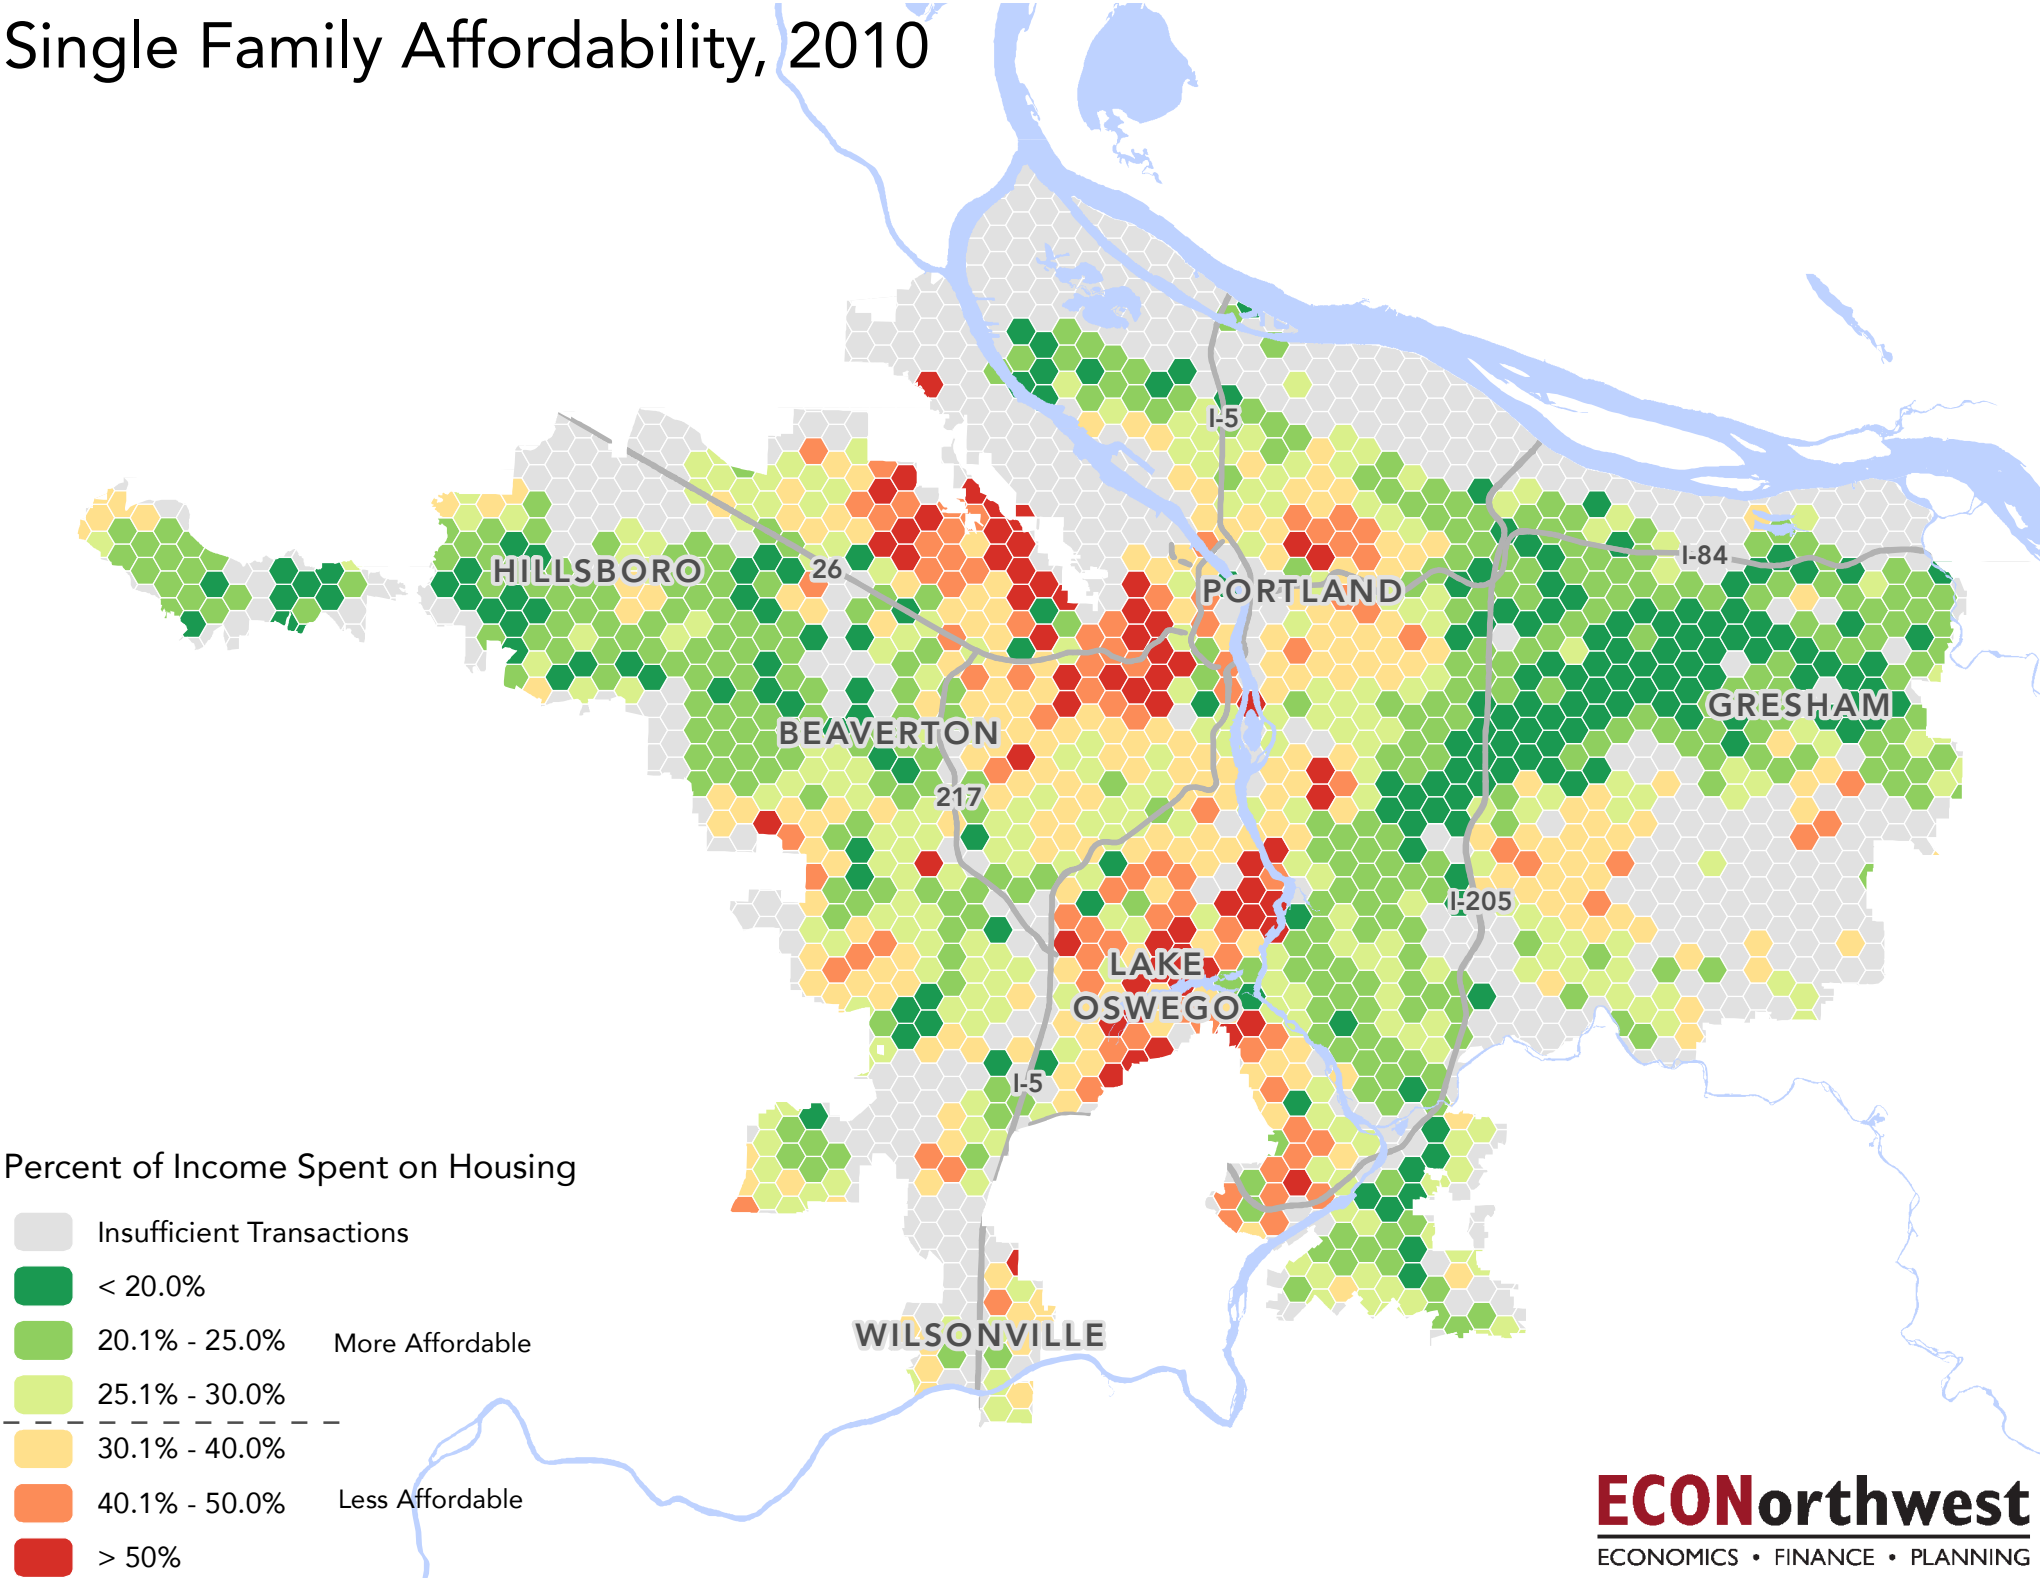 Single Family Affordability, 2010
I-5
I-84
HILLSBORO
26
PORTLAND
GRESHAM
BEAVERTON
217
I-205
LAKE
OSWEGO
I-5
WILSONVILLE
Percent of Income Spent on Housing
Insufficient Transactions
< 20.0%
20.1% - 25.0% More Affordable
25.1% - 30.0%
30.1% - 40.0%
40.1% - 50.0% Less Affordable
> 50%
ECONorthwest
ECONOMICS • FINANCE • PLANNING